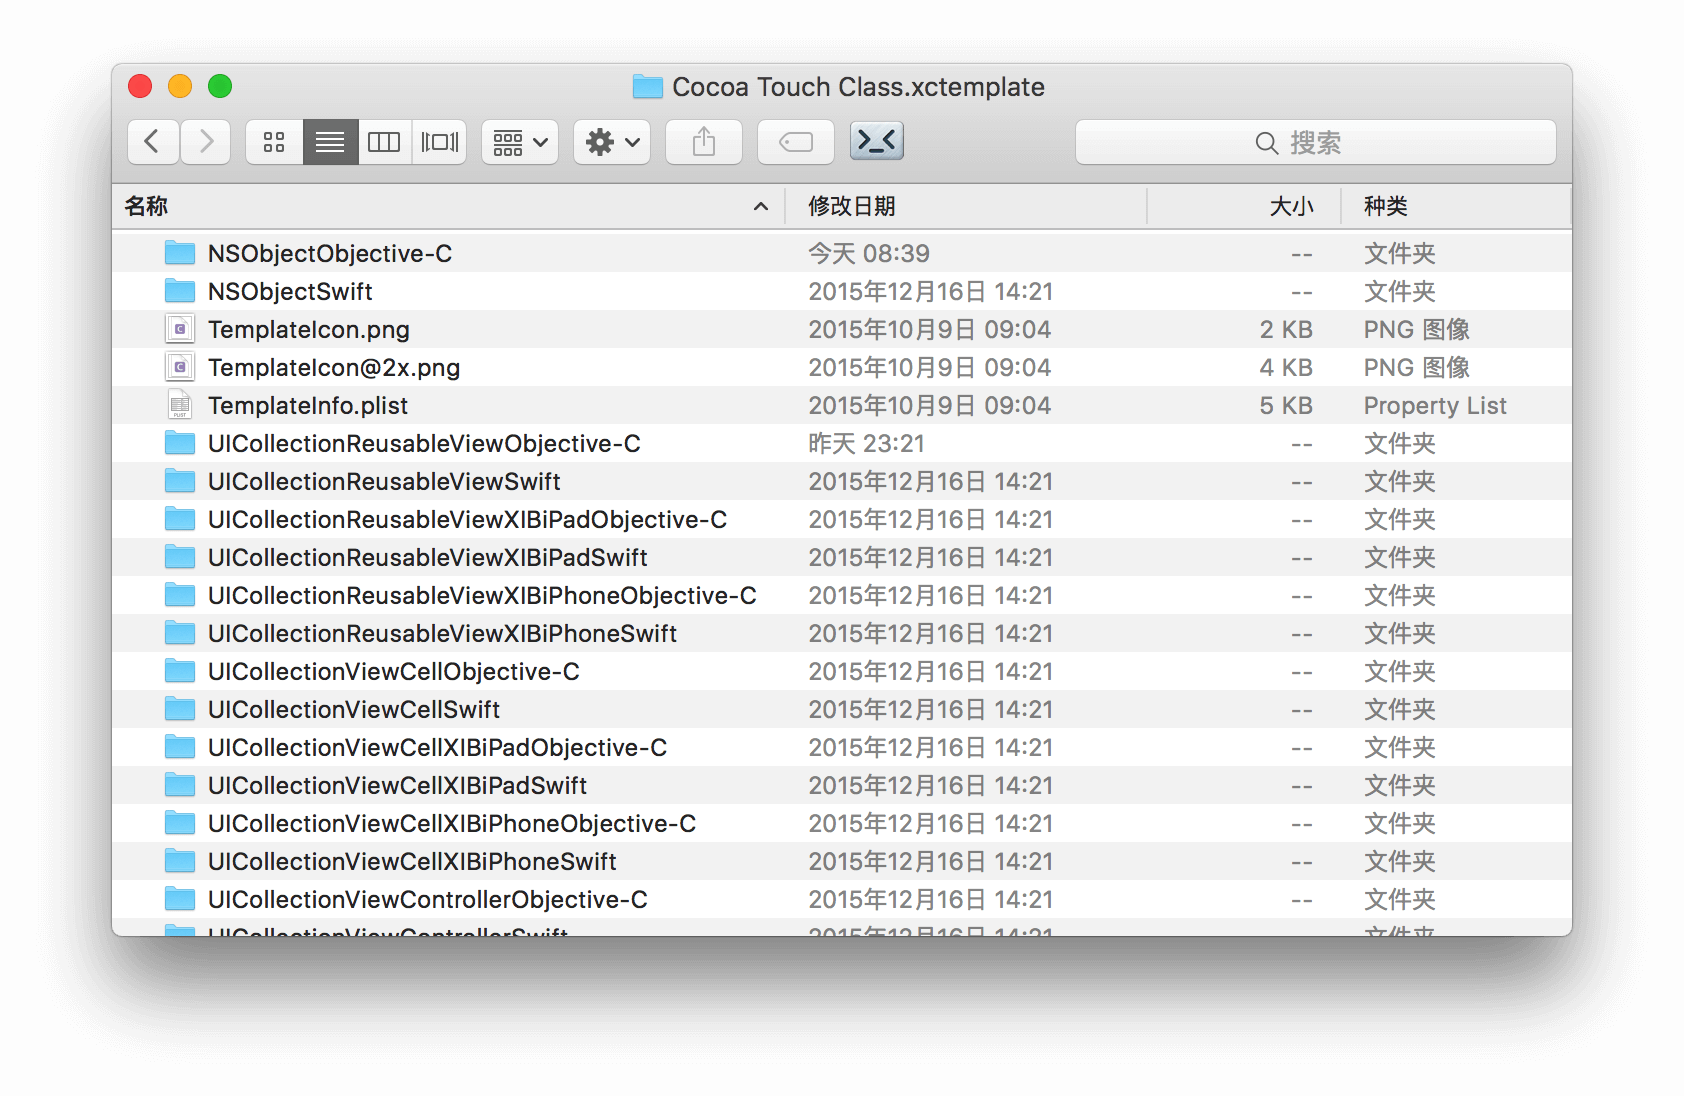 Cocoa Touch Class.xctemplate
搜索
名称 修改日期 大小 种类
NSObjectObjective-C 今天 08:39 -- 文件夹
NSObjectSwift 2015年12月16日 14:21 -- 文件夹
TemplateIcon.png 2015年10月9日 09:04 2 KB PNG 图像
TemplateIcon@2x.png 2015年10月9日 09:04 4 KB PNG 图像
TemplateInfo.plist 2015年10月9日 09:04 5 KB Property List
UICollectionReusableViewObjective-C 昨天 23:21 -- 文件夹
UICollectionReusableViewSwift 2015年12月16日 14:21 -- 文件夹
UICollectionReusableViewXIBiPadObjective-C 2015年12月16日 14:21 -- 文件夹
UICollectionReusableViewXIBiPadSwift 2015年12月16日 14:21 -- 文件夹
UICollectionReusableViewXIBiPhoneObjective-C 2015年12月16日 14:21 -- 文件夹
UICollectionReusableViewXIBiPhoneSwift 2015年12月16日 14:21 -- 文件夹
UICollectionViewCellObjective-C 2015年12月16日 14:21 -- 文件夹
UICollectionViewCellSwift 2015年12月16日 14:21 -- 文件夹
UICollectionViewCellXIBiPadObjective-C 2015年12月16日 14:21 -- 文件夹
UICollectionViewCellXIBiPadSwift 2015年12月16日 14:21 -- 文件夹
UICollectionViewCellXIBiPhoneObjective-C 2015年12月16日 14:21 -- 文件夹
UICollectionViewCellXIBiPhoneSwift 2015年12月16日 14:21 -- 文件夹
UICollectionViewControllerObjective-C 2015年12月16日 14:21 -- 文件夹
UICollectionViewControllerSwift 2015年12月16日 14:21 -- 文件夹